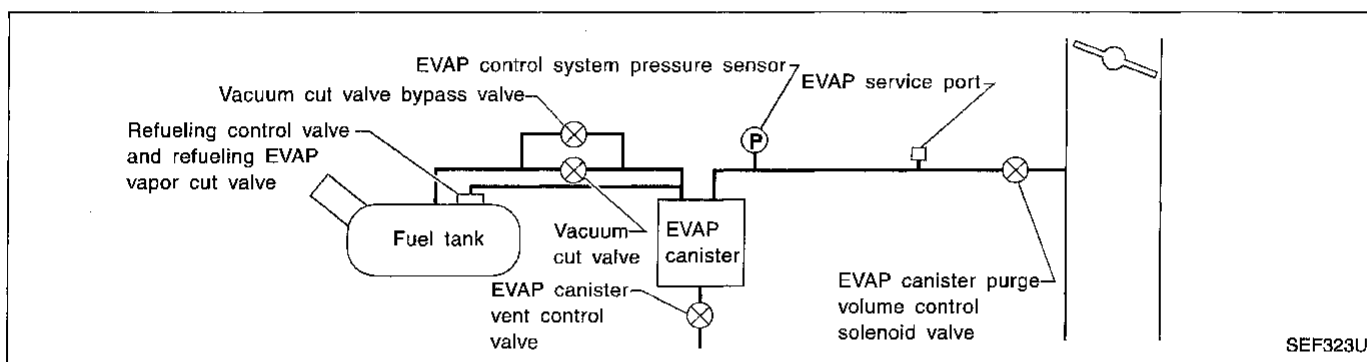 EVAP control system pressure sensor
EVAP service port
Vacuum cut valve bypass valve
Refueling control valve
and refueling EVAP
vapor cut valve
P
Fuel tank
Vacuum
cut valve
EVAP
canister
EVAP canister
vent control
valve
EVAP canister purge
volume control
solenoid valve
SEF323U